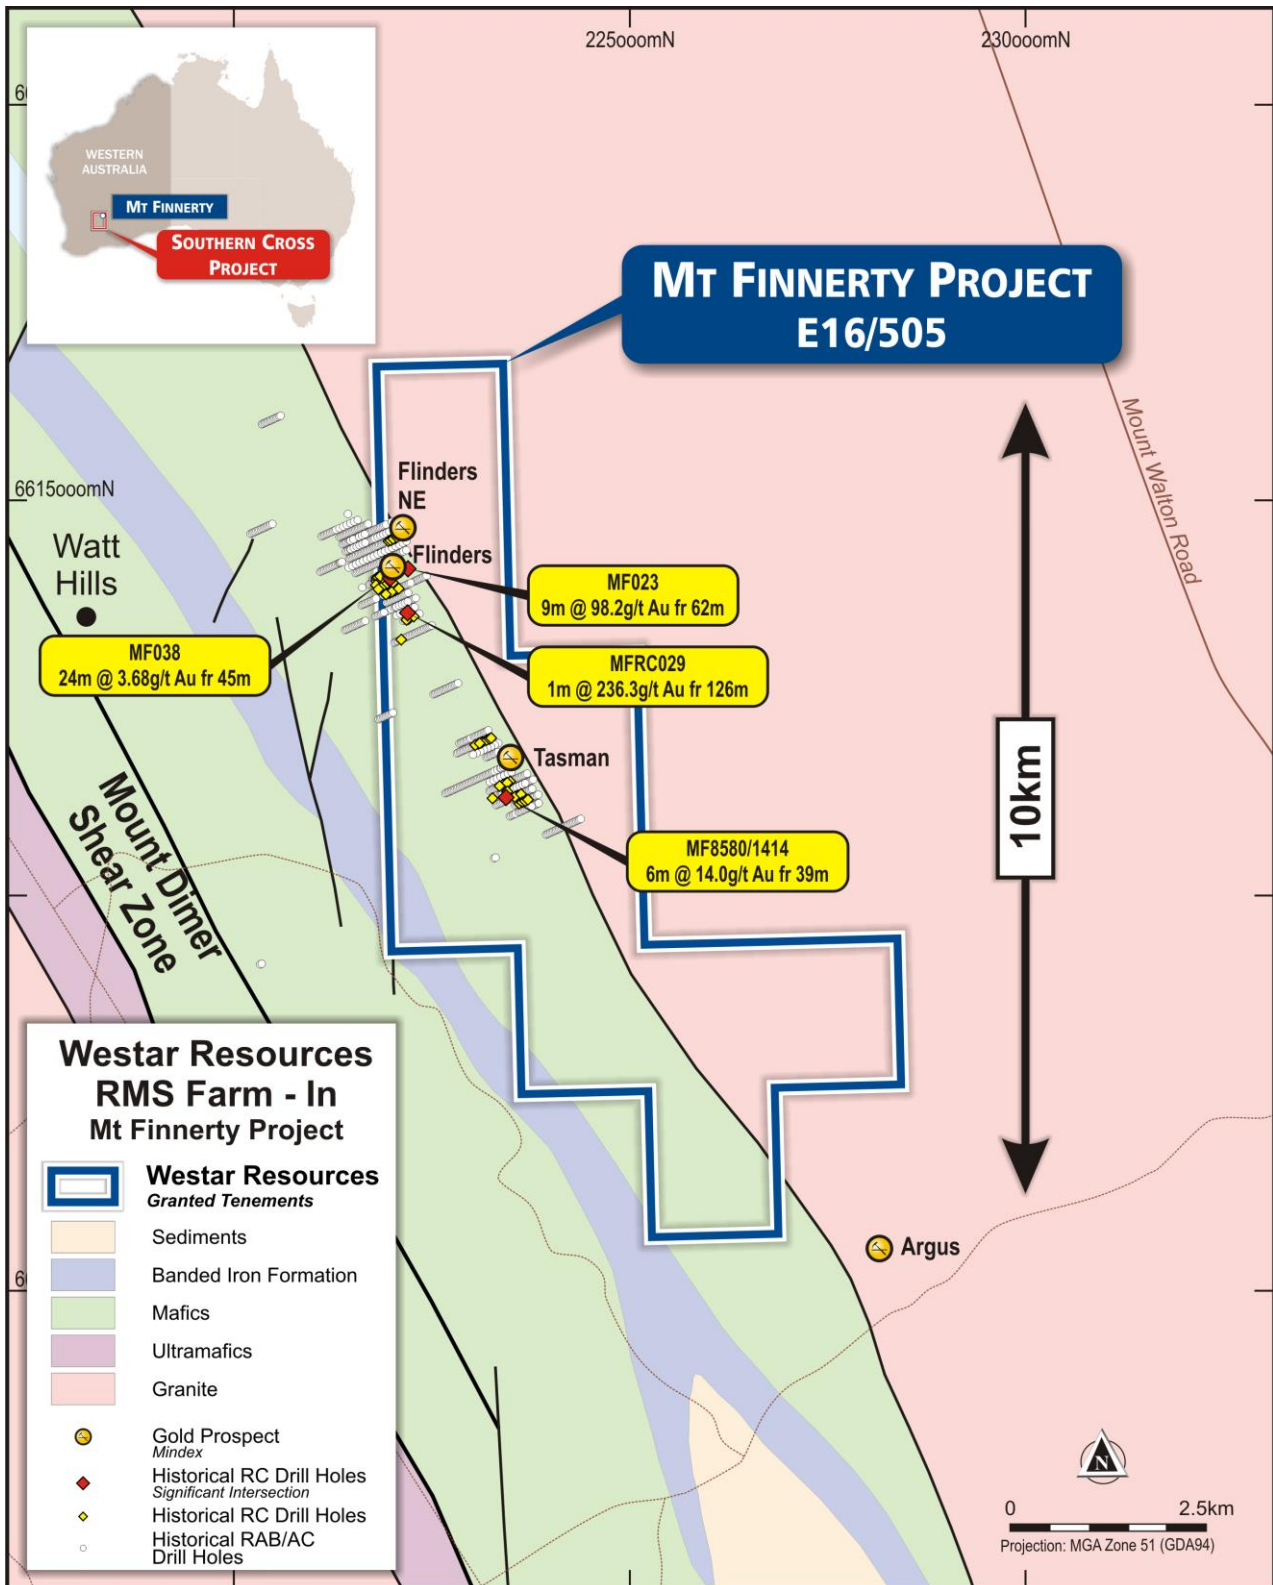 225000mN
230000mN
WESTERN
AUSTRALIA
MT FINNERTY
SOUTHERN CROSS
PROJECT
MT FINNERTY PROJECT
E16/505
Mount Walton Road
6615000mN
Flinders
NE
Flinders
Watt
Hills
MF023
9m @ 98.2g/t Au fr 62m
MF038
24m @ 3.68g/t Au fr 45m
MFRC029
1m @ 236.3g/t Au fr 126m
Tasman
10km
Mount Dimer
Shear Zone
MF8580/1414
6m @ 14.0g/t Au fr 39m
Argus
Westar Resources
RMS Farm - In
Mt Finnerty Project
Westar Resources
Granted Tenements
Sediments
Banded Iron Formation
Mafics
Ultramafics
Granite
Gold Prospect
Mindex
Historical RC Drill Holes
Significant Intersection
Historical RC Drill Holes
Historical RAB/AC
Drill Holes
N
0 2.5km
Projection: MGA Zone 51 (GDA94)